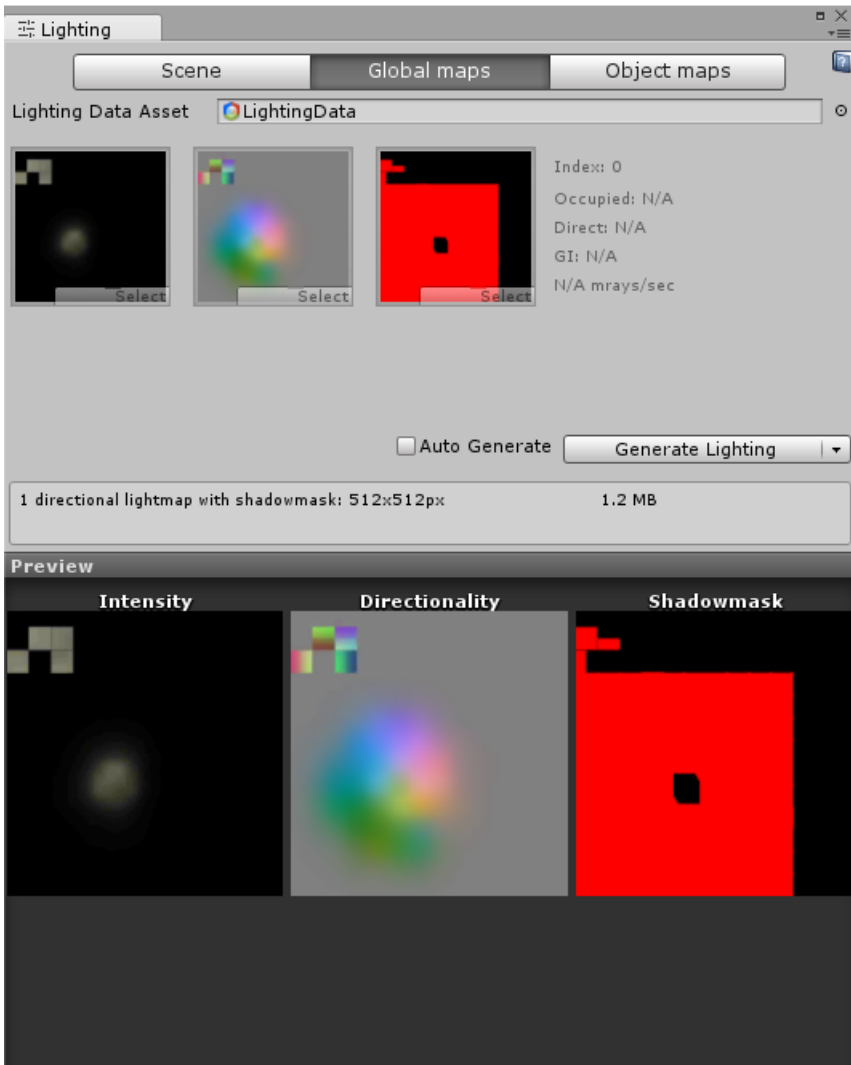 Lighting
Scene Global maps Object maps
Lighting Data Asset LightingData
Index: 0
Occupied: N/A
Direct: N/A
GI: N/A
N/A mrays/sec
Select Select Select
Auto Generate Generate Lighting
1 directional lightmap with shadowmask: 512x512px 1.2 MB
Preview
Intensity Directionality Shadowmask